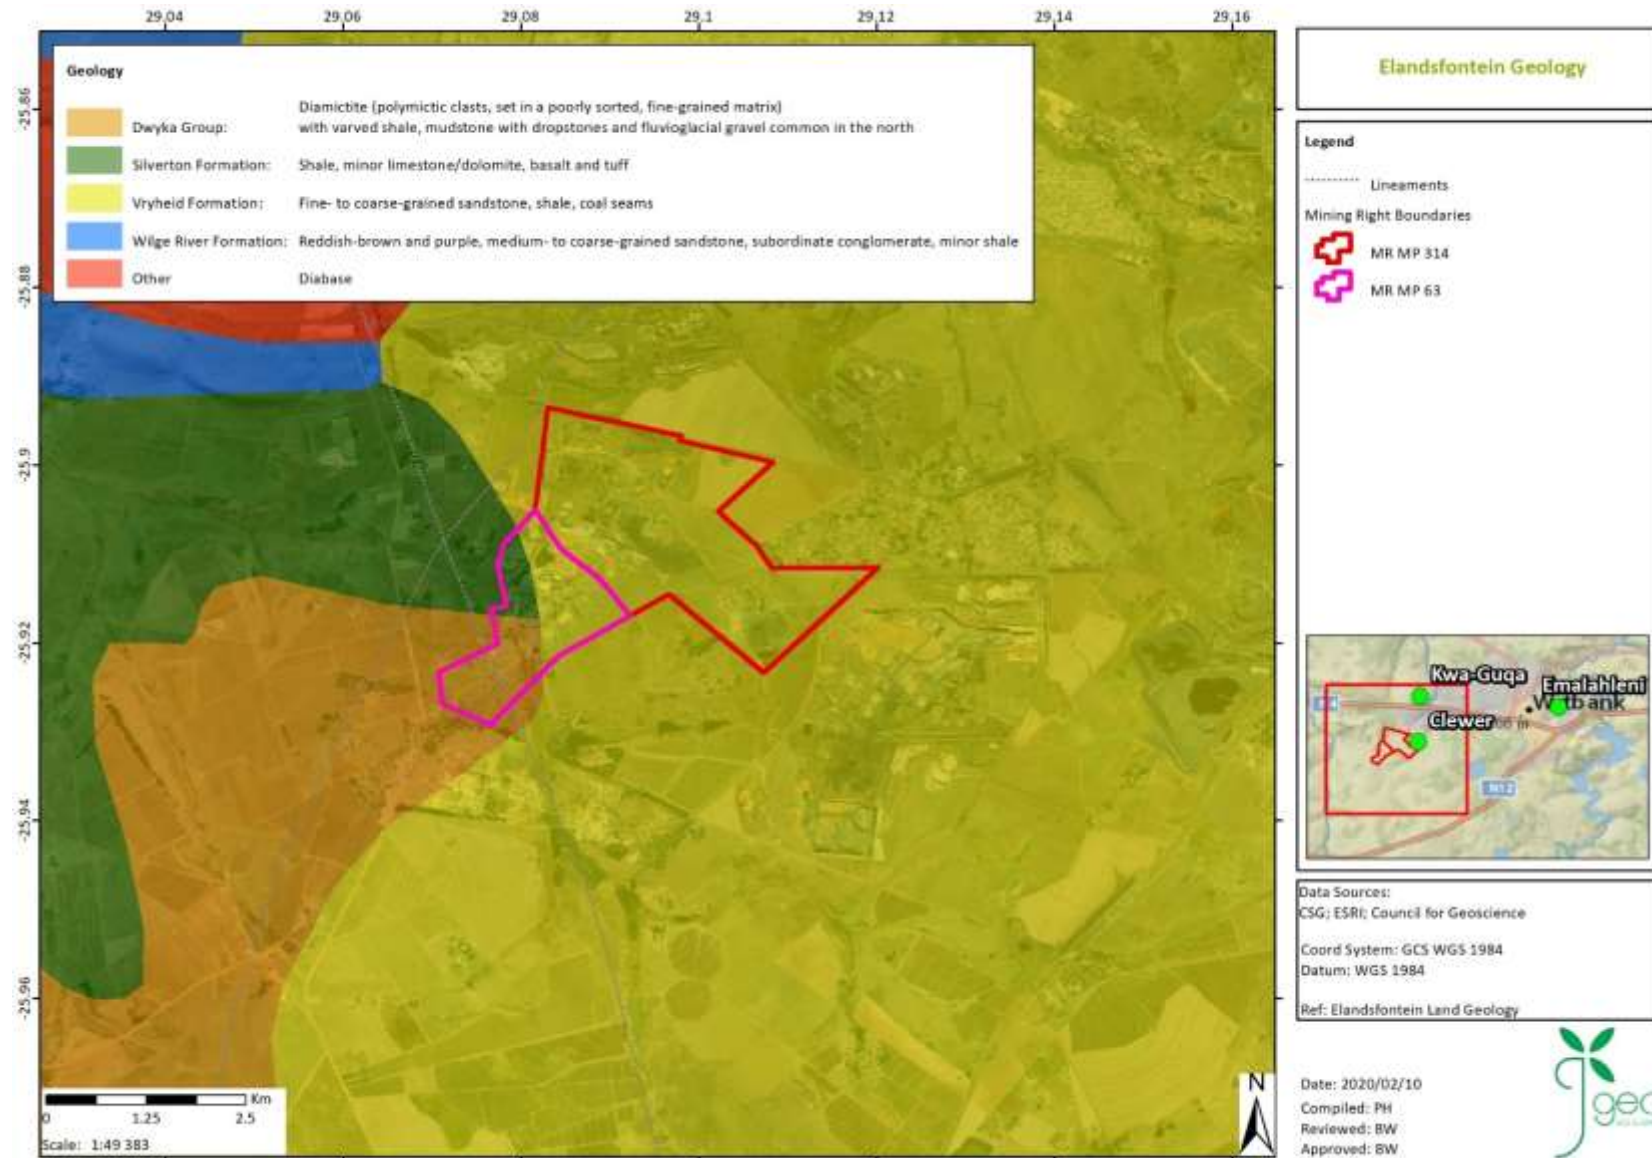 29,04 29,06 29,08 29,1 29,12 29,14 29,16
-25,86
-25,88
-25,9
-25,92
-25,94
-25,96
Geology
Diamictite (polymictic clasts, set in a poorly sorted, fine-grained matrix)
Dwyka Group: with varved shale, mudstone with dropstones and fluvioglacial gravel common in the north
Silverton Formation: Shale, minor limestone/dolomite, basalt and tuff
Vryheid Formation: Fine- to coarse-grained sandstone, shale, coal seams
Wilge River Formation: Reddish-brown and purple, medium- to coarse-grained sandstone, subordinate conglomerate, minor shale
Other Diabase
Km
0 1.25 2.5
Scale: 1:49 383
N
Elandsfontein Geology
Legend
Lineaments
Mining Right Boundaries
MR MP 314
MR MP 63
Kwa-Guqa
Emalahleni
Witbank
Clewer
N12
Data Sources:
CSG; ESRI; Council for Geoscience
Coord System: GCS WGS 1984
Datum: WGS 1984
Ref: Elandsfontein Land Geology
Date: 2020/02/10
Compiled: PH
Reviewed: BW
Approved: BW